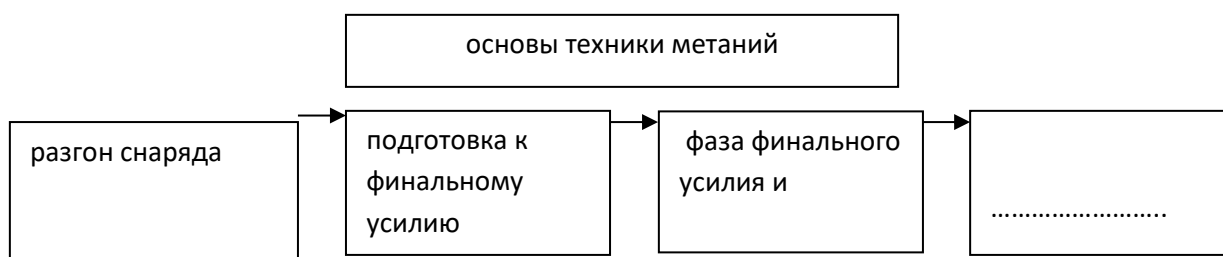 основы техники метаний
разгон снаряда
подготовка к
финальному
усилию
фаза финального
усилия и
……………………..